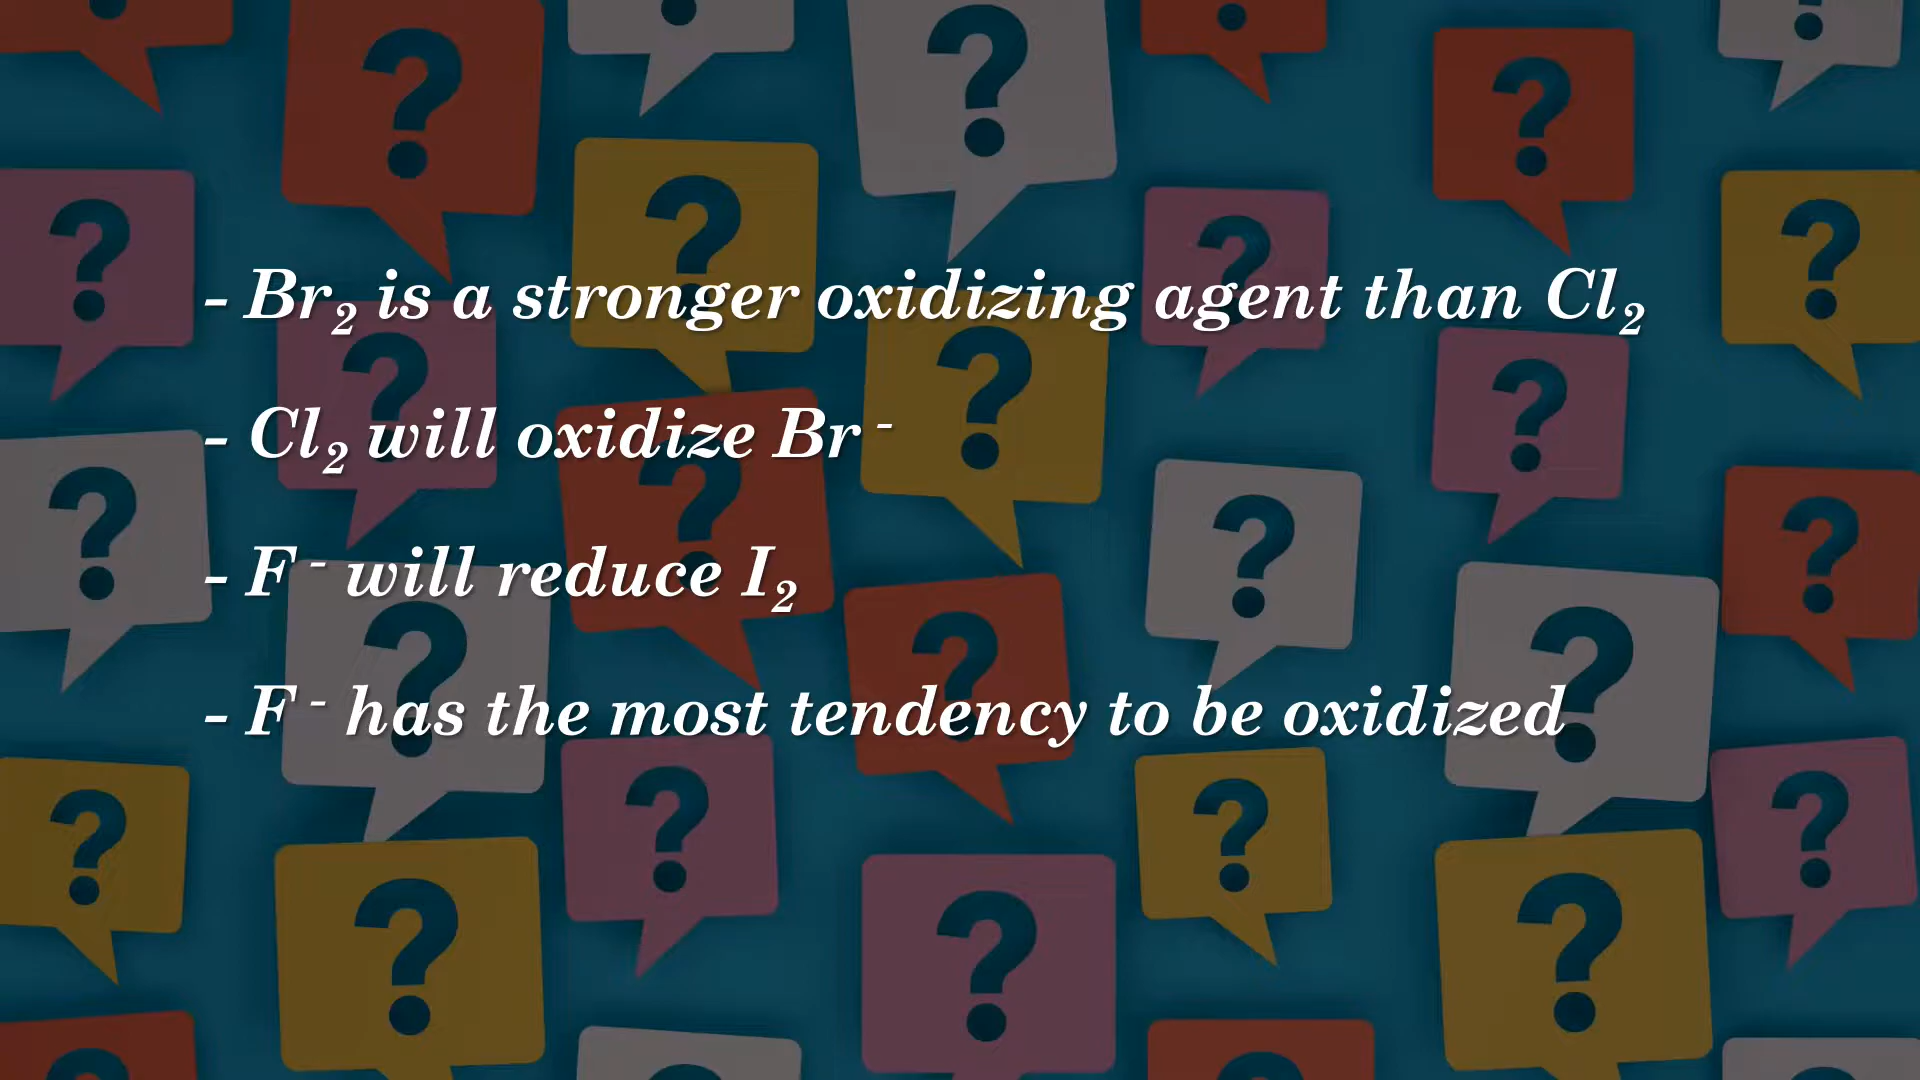 - Br₂ is a stronger oxidizing agent than Cl₂
- Cl₂ will oxidize Br⁻
- F⁻ will reduce I₂
- F⁻ has the most tendency to be oxidized